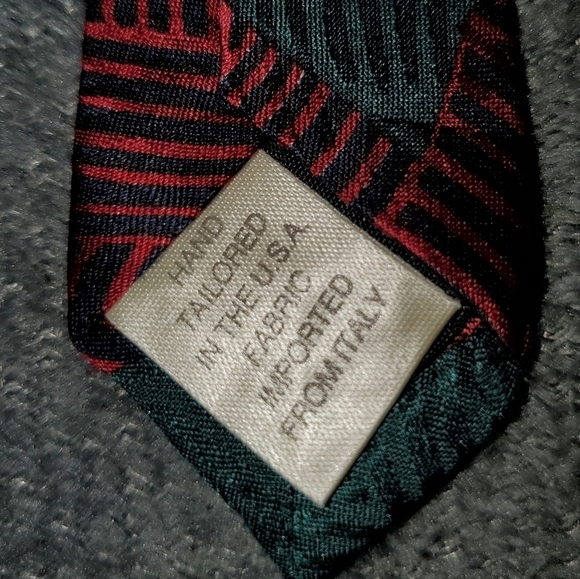 HAND
TAILORED
IN THE U.S.A.
FABRIC
IMPORTED
FROM ITALY